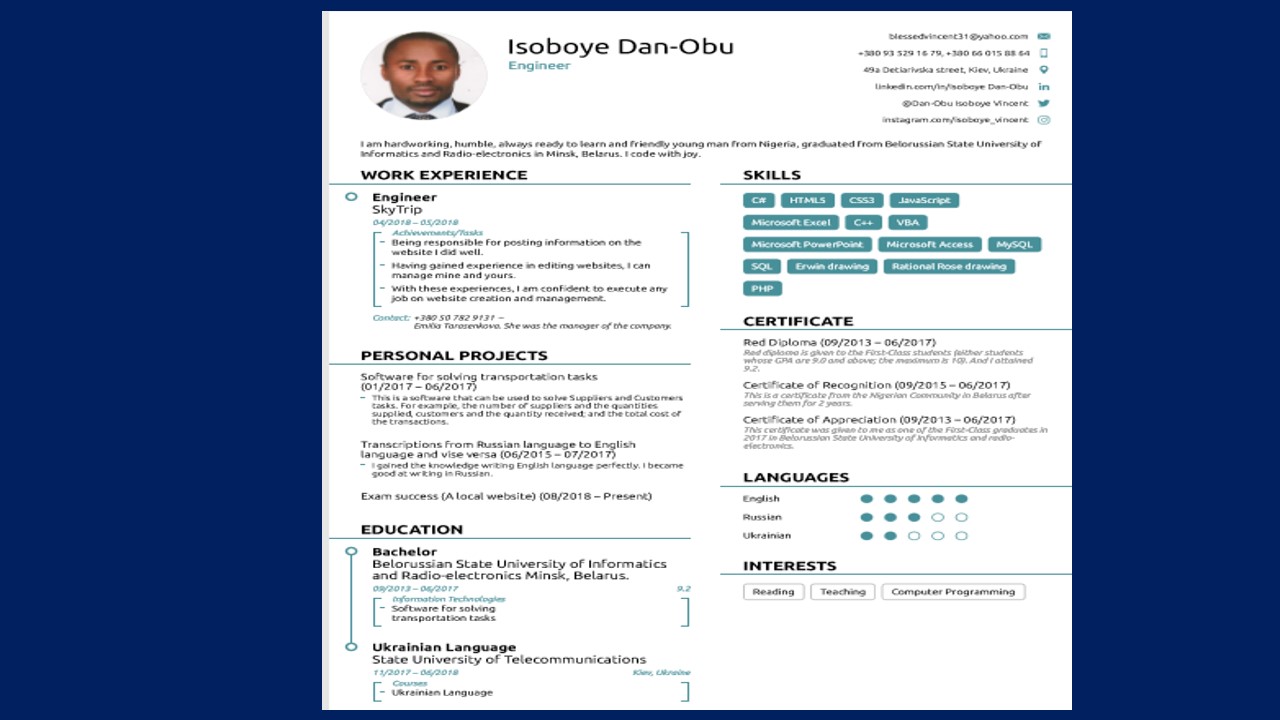 Isoboye Dan-Obu
Engineer
blessedvincent31@yahoo.com
+380 93 529 16 79, +380 66 015 88 64
49a Detiarivska street, Kiev, Ukraine
linkedin.com/in/Isoboye Dan-Obu
@Dan-Obu Isoboye Vincent
instagram.com/isoboye_vincent
I am hardworking, humble, always ready to learn and friendly young man from Nigeria, graduated from Belorussian State University of
Informatics and Radio-electronics in Minsk, Belarus. I code with joy.
WORK EXPERIENCE
Engineer
SkyTrip
04/2018 – 05/2018
Achievements/Tasks
– Being responsible for posting information on the
website I did well.
– Having gained experience in editing websites, I can
manage mine and yours.
– With these experiences, I am confident to execute any
job on website creation and management.
Contact: +380 50 782 9131 –
Emilia Tarasenkova. She was the manager of the company.
PERSONAL PROJECTS
Software for solving transportation tasks
(01/2017 – 06/2017)
– This is a software that can be used to solve Suppliers and Customers
tasks. For example, the number of suppliers and the quantities
supplied, customers and the quantity received; and the total cost of
the transactions.
Transcriptions from Russian language to English
language and vise versa (06/2015 – 07/2017)
– I gained the knowledge writing English language perfectly. I became
good at writing in Russian.
Exam success (A local website) (08/2018 – Present)
EDUCATION
Bachelor
Belorussian State University of Informatics
and Radio-electronics Minsk, Belarus.
09/2013 – 06/2017 9.2
Information Technologies
– Software for solving
transportation tasks
Ukrainian Language
State University of Telecommunications
11/2017 – 06/2018 Kiev, Ukraine
Courses
– Ukrainian Language
SKILLS
C# HTML5 CSS3 JavaScript
Microsoft Excel C++ VBA
Microsoft PowerPoint Microsoft Access MySQL
SQL Erwin drawing Rational Rose drawing
PHP
CERTIFICATE
Red Diploma (09/2013 – 06/2017)
Red diploma is given to the First-Class students (either students
whose GPA are 9.0 and above; the maximum is 10). And I attained
9.2.
Certificate of Recognition (09/2015 – 06/2017)
This is a certificate from the Nigerian Community in Belarus after
serving them for 2 years.
Certificate of Appreciation (09/2013 – 06/2017)
This certificate was given to me as one of the First-Class graduates in
2017 in Belorussian State University of Informatics and radio-
electronics.
LANGUAGES
English
Russian
Ukrainian
INTERESTS
Reading Teaching Computer Programming